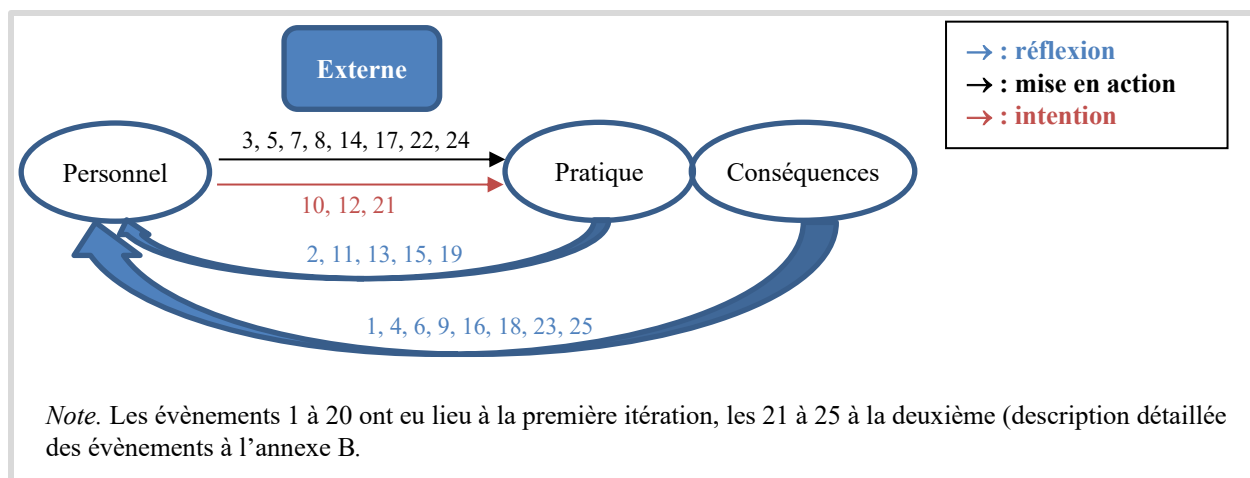 Externe
→ : réflexion
→ : mise en action
→ : intention
3, 5, 7, 8, 14, 17, 22, 24
Personnel
Pratique
Conséquences
10, 12, 21
2, 11, 13, 15, 19
1, 4, 6, 9, 16, 18, 23, 25
Note. Les évènements 1 à 20 ont eu lieu à la première itération, les 21 à 25 à la deuxième (description détaillée
des évènements à l’annexe B.